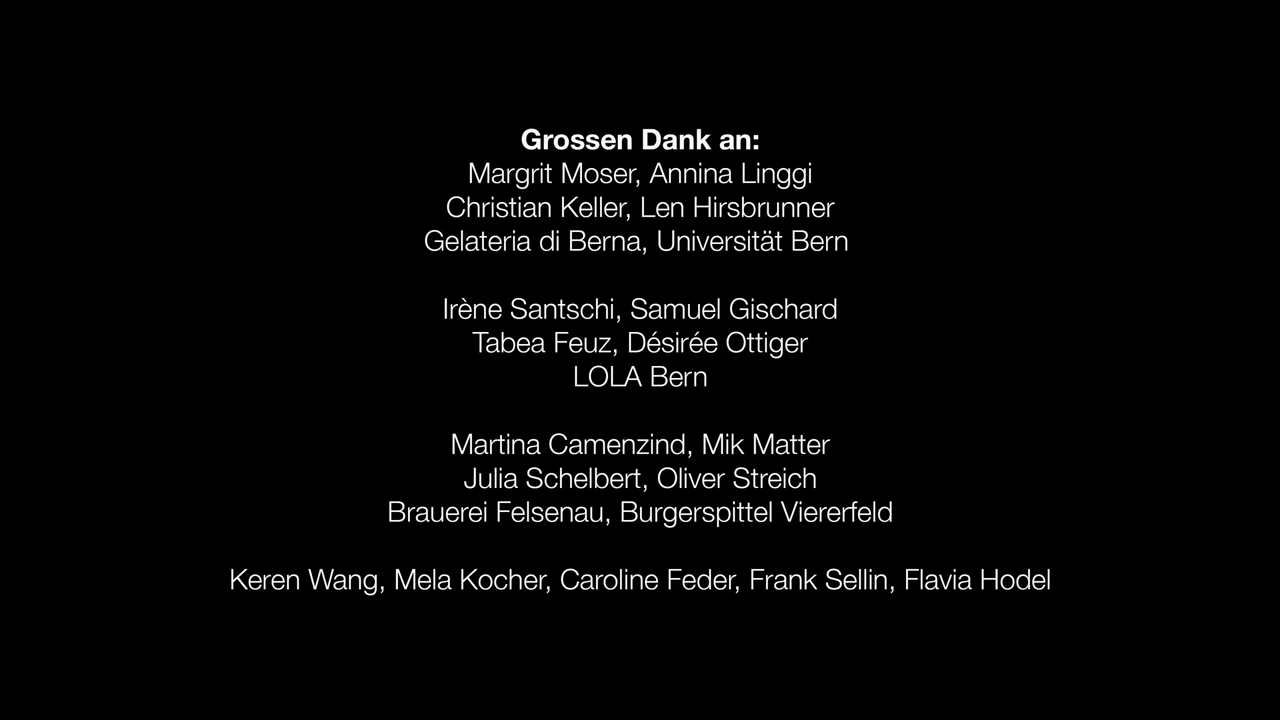 Grossen Dank an:
Margrit Moser, Annina Linggi
Christian Keller, Len Hirsbrunner
Gelateria di Berna, Universität Bern
Irène Santschi, Samuel Gischard
Tabea Feuz, Désirée Ottiger
LOLA Bern
Martina Camenzind, Mik Matter
Julia Schelbert, Oliver Streich
Brauerei Felsenau, Burgerspittel Viererfeld
Keren Wang, Mela Kocher, Caroline Feder, Frank Sellin, Flavia Hodel